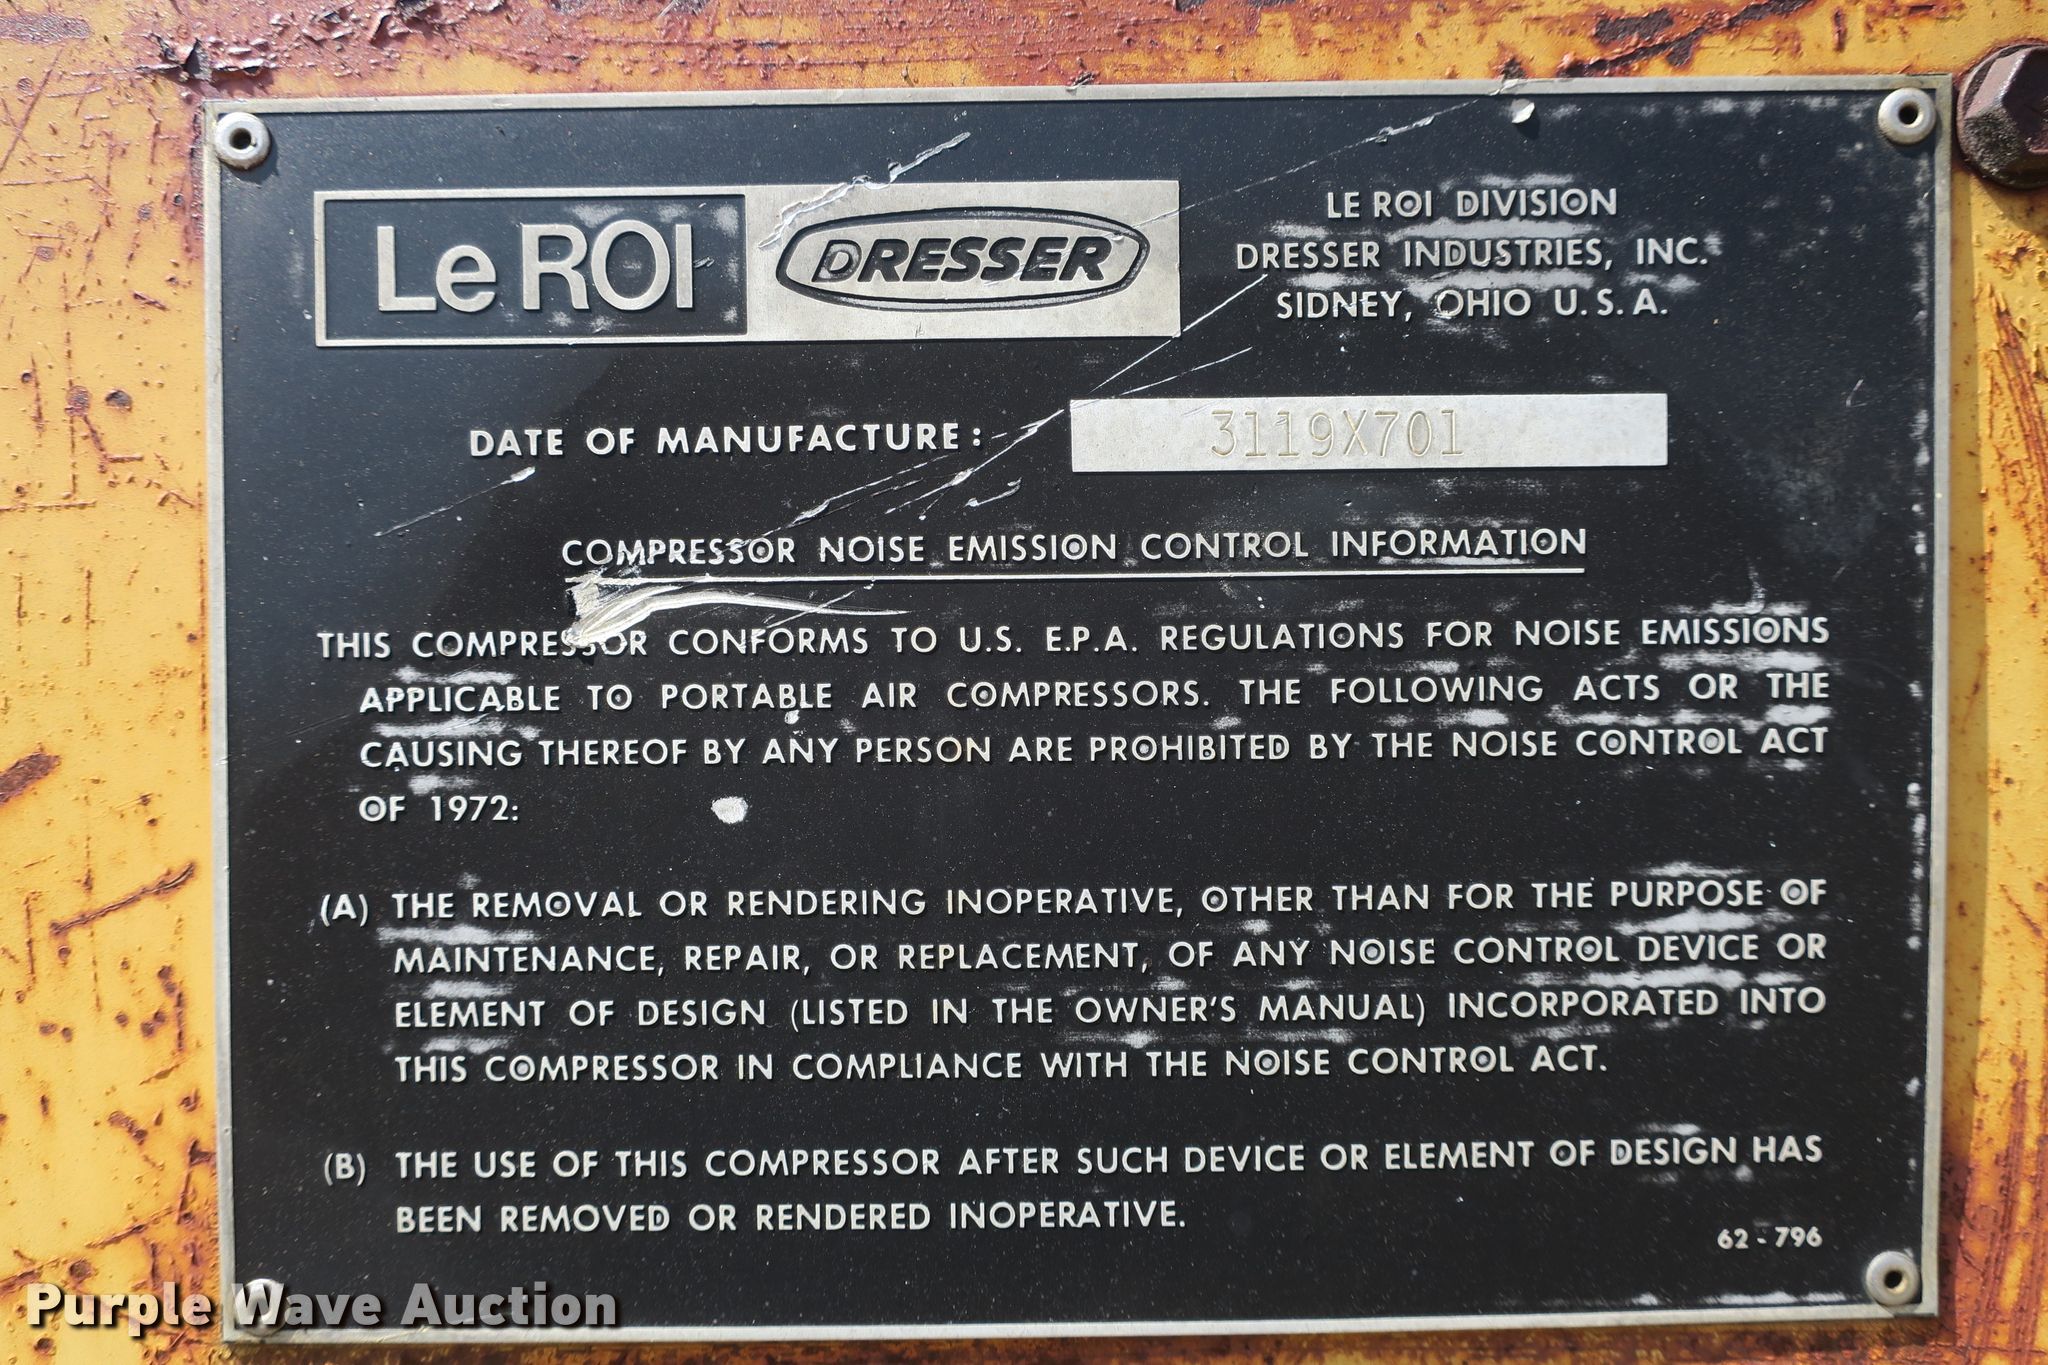 Le ROI DRESSER
LE ROI DIVISION
DRESSER INDUSTRIES, INC.
SIDNEY, OHIO U.S.A.
DATE OF MANUFACTURE: 3119X701
COMPRESSOR NOISE EMISSION CONTROL INFORMATION
THIS COMPRESSOR CONFORMS TO U.S. E.P.A. REGULATIONS FOR NOISE EMISSIONS
APPLICABLE TO PORTABLE AIR COMPRESSORS. THE FOLLOWING ACTS OR THE
CAUSING THEREOF BY ANY PERSON ARE PROHIBITED BY THE NOISE CONTROL ACT
OF 1972:
(A) THE REMOVAL OR RENDERING INOPERATIVE, OTHER THAN FOR THE PURPOSE OF
MAINTENANCE, REPAIR, OR REPLACEMENT, OF ANY NOISE CONTROL DEVICE OR
ELEMENT OF DESIGN (LISTED IN THE OWNER'S MANUAL) INCORPORATED INTO
THIS COMPRESSOR IN COMPLIANCE WITH THE NOISE CONTROL ACT.
(B) THE USE OF THIS COMPRESSOR AFTER SUCH DEVICE OR ELEMENT OF DESIGN HAS
BEEN REMOVED OR RENDERED INOPERATIVE.
62-796
Purple Wave Auction